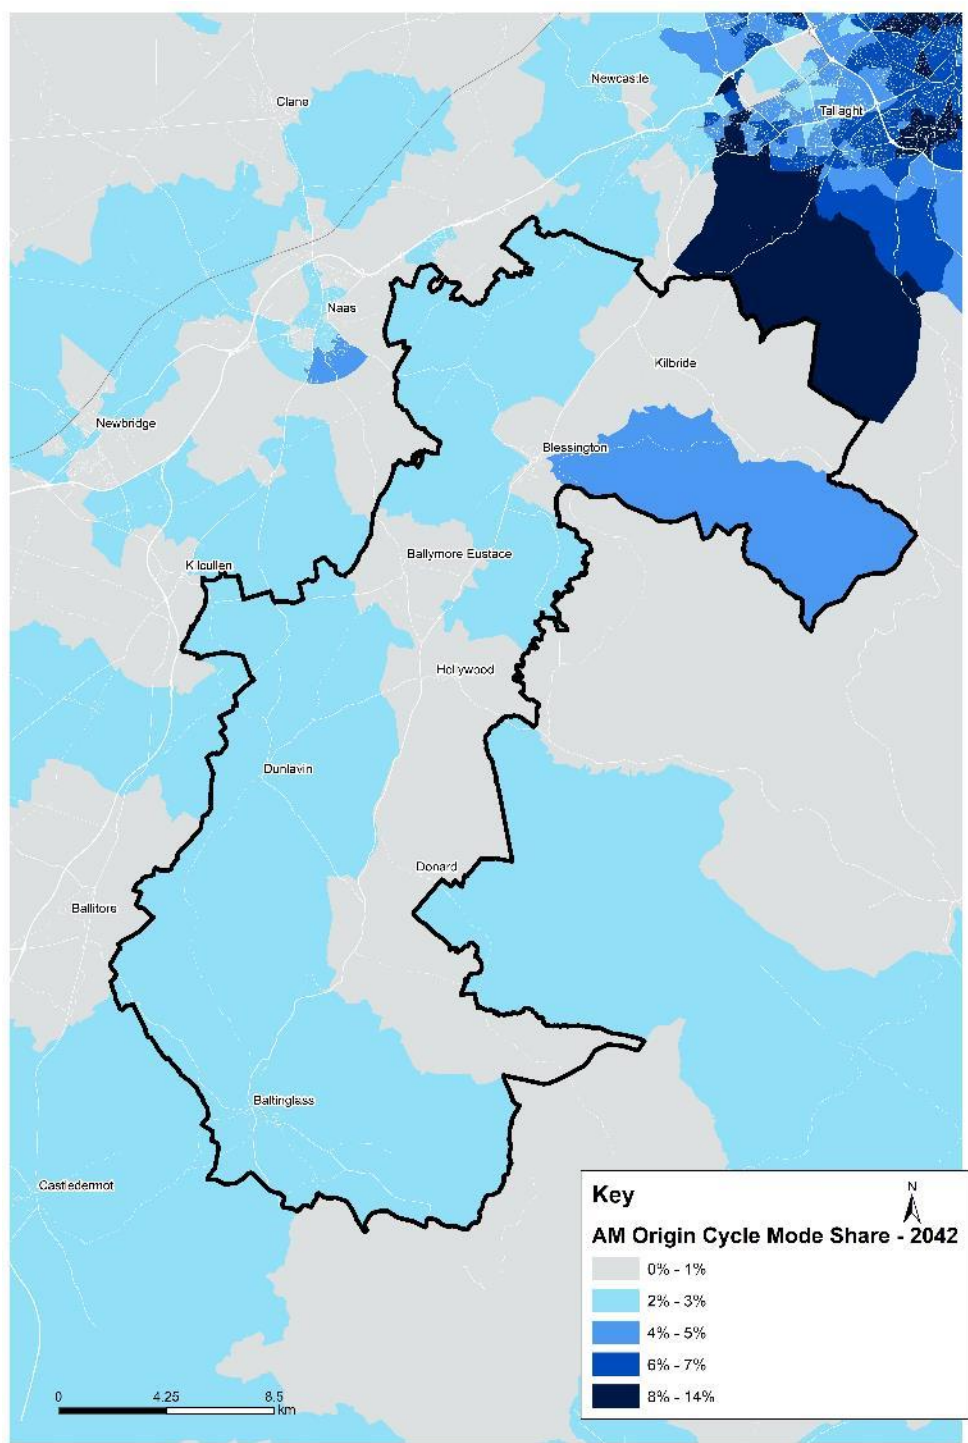 Newcastle
Clane
Tallaght
Naas
Kilbride
Newbridge
Blessington
Ballymore Eustace
Kilcullen
Hollywood
Dunlavin
Donard
Ballitore
Baltinglass
Castledermot
Key
N
AM Origin Cycle Mode Share - 2042
0% - 1%
2% - 3%
4% - 5%
6% - 7%
8% - 14%
0 4.25 8.5
km